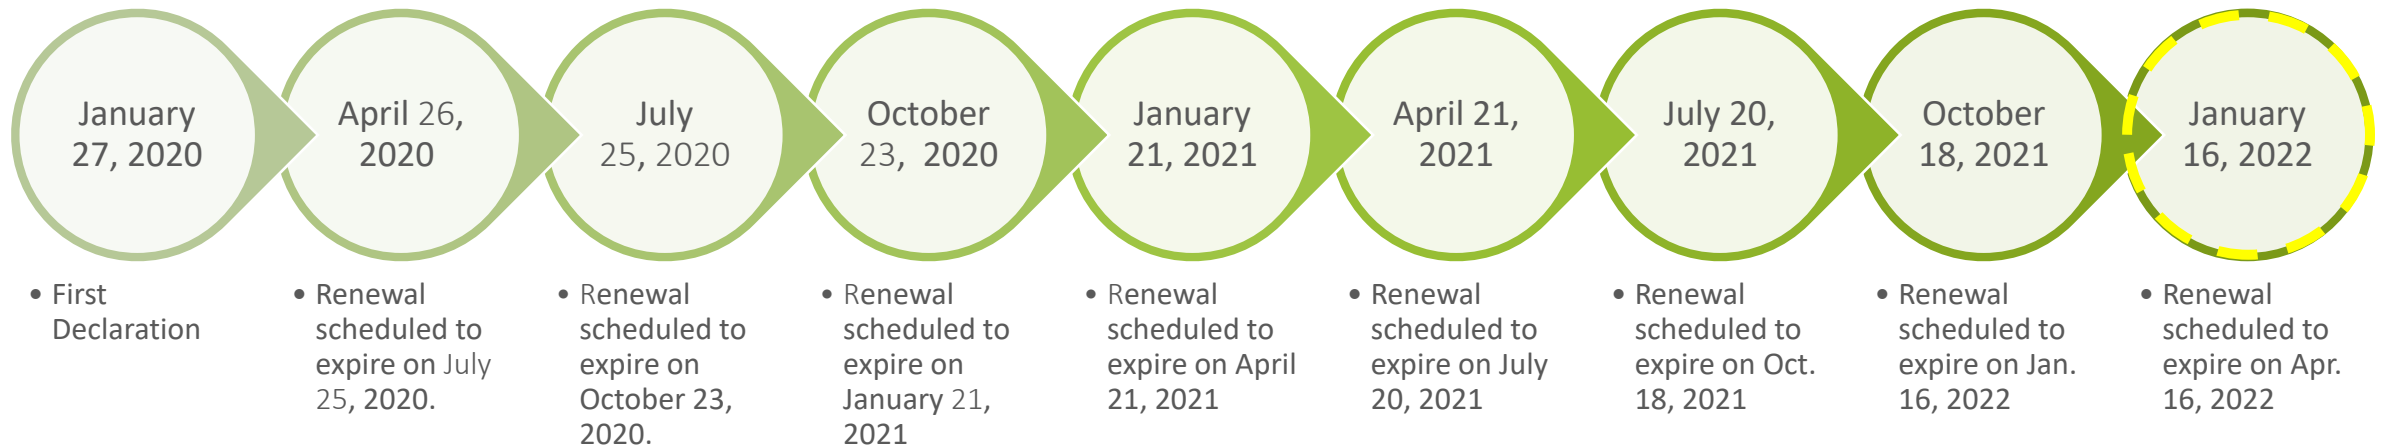 January
27, 2020
April 26,
2020
July
25, 2020
October
23, 2020
January
21, 2021
April 21,
2021
July 20,
2021
October
18, 2021
January
16, 2022
• First
Declaration
• Renewal
scheduled to
expire on July
25, 2020.
• Renewal
scheduled to
expire on
October 23,
2020.
• Renewal
scheduled to
expire on
January 21,
2021
• Renewal
scheduled to
expire on April
21, 2021
• Renewal
scheduled to
expire on July
20, 2021
• Renewal
scheduled to
expire on Oct.
18, 2021
• Renewal
scheduled to
expire on Jan.
16, 2022
• Renewal
scheduled to
expire on Apr.
16, 2022